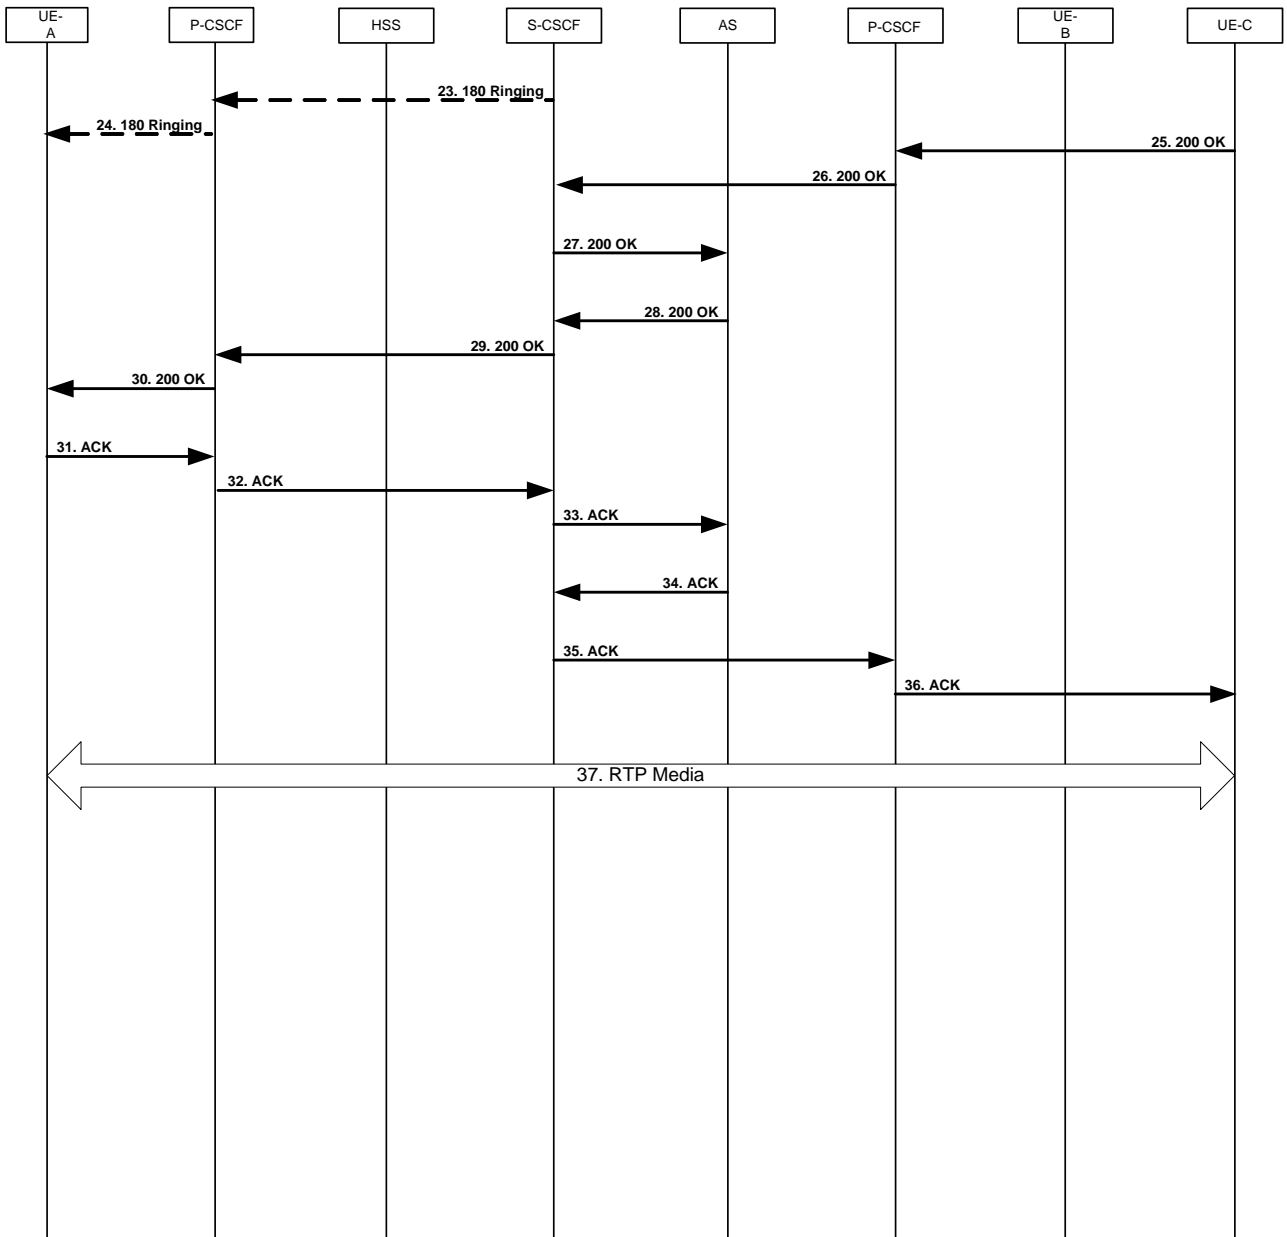 UE-
A
P-CSCF
HSS
S-CSCF
AS
P-CSCF
UE-
B
UE-C
23. 180 Ringing
24. 180 Ringing
25. 200 OK
26. 200 OK
27. 200 OK
28. 200 OK
29. 200 OK
30. 200 OK
31. ACK
32. ACK
33. ACK
34. ACK
35. ACK
36. ACK
37. RTP Media